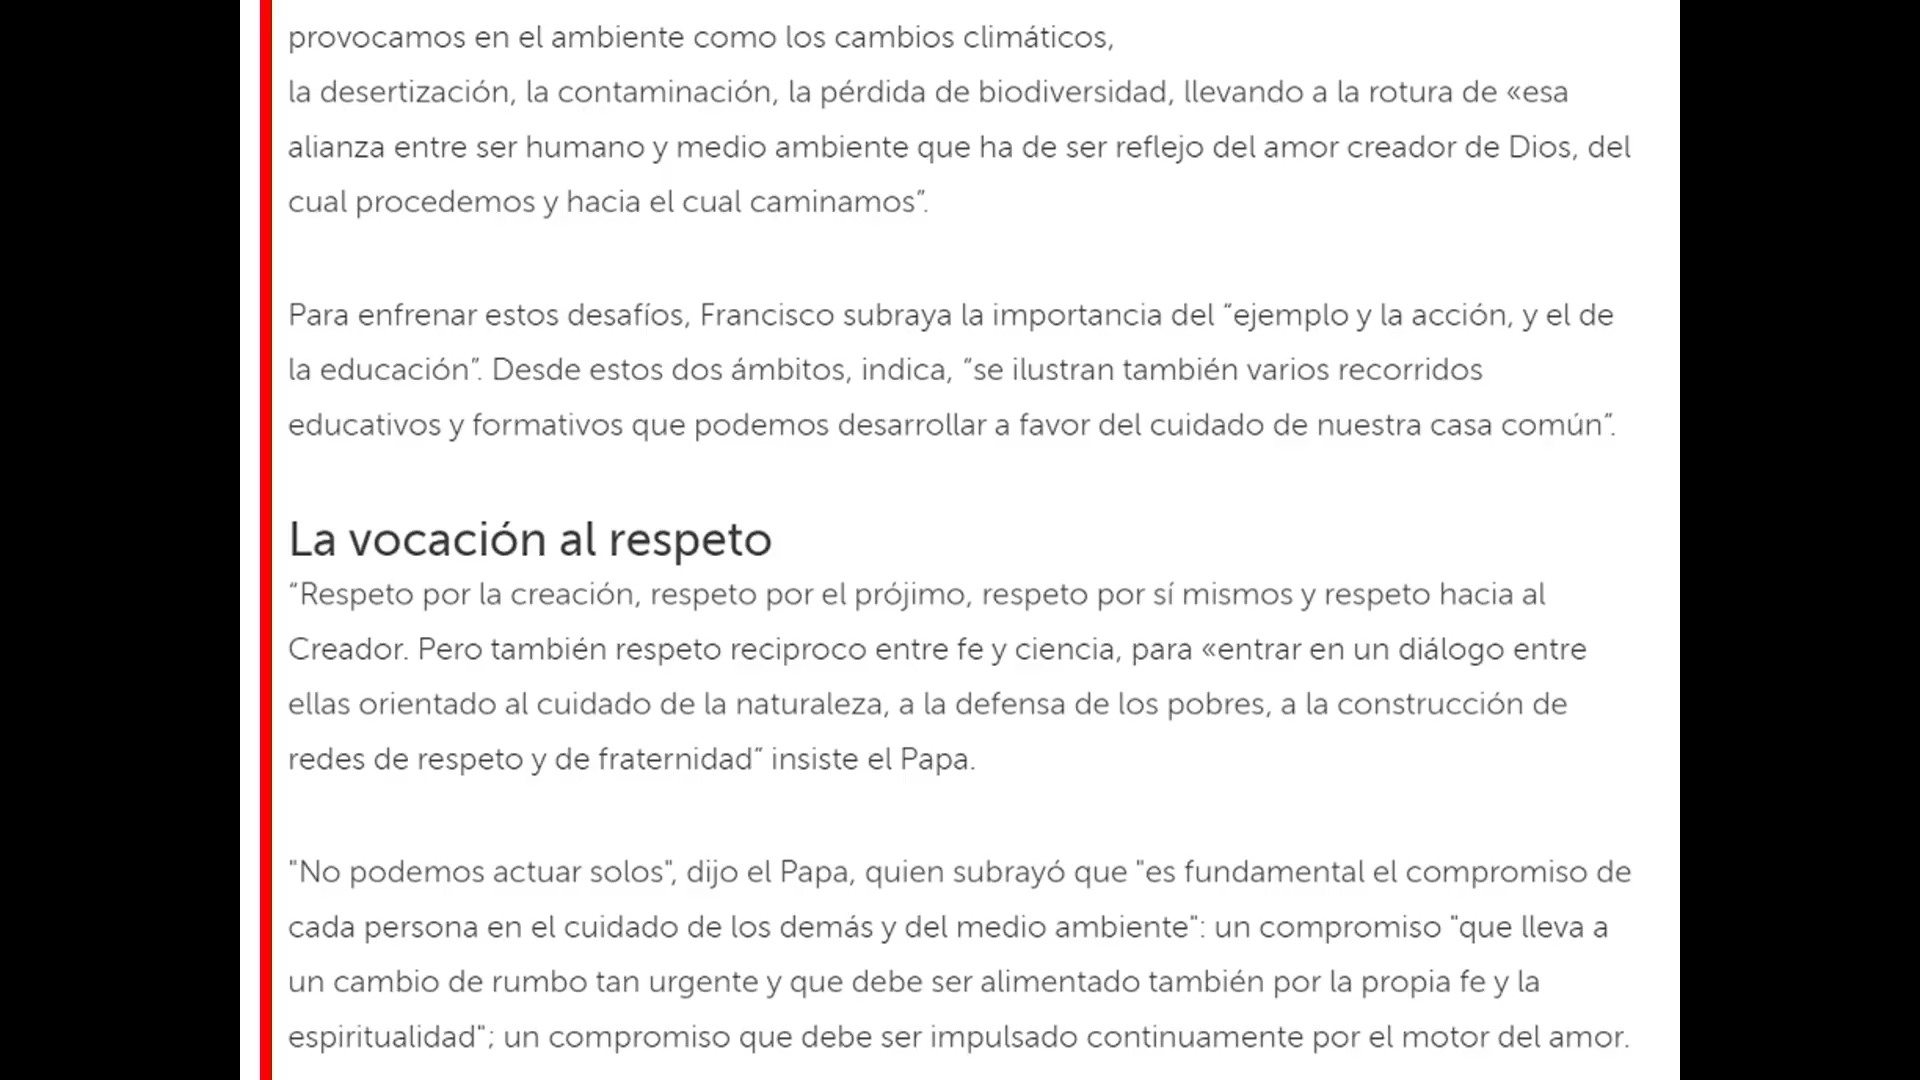 provocamos en el ambiente como los cambios climáticos,
la desertización, la contaminación, la pérdida de biodiversidad, llevando a la rotura de «esa
alianza entre ser humano y medio ambiente que ha de ser reflejo del amor creador de Dios, del
cual procedemos y hacia el cual caminamos”.
Para enfrenar estos desafíos, Francisco subraya la importancia del “ejemplo y la acción, y el de
la educación”. Desde estos dos ámbitos, indica, “se ilustran también varios recorridos
educativos y formativos que podemos desarrollar a favor del cuidado de nuestra casa común”.
La vocación al respeto
“Respeto por la creación, respeto por el prójimo, respeto por sí mismos y respeto hacia al
Creador. Pero también respeto reciproco entre fe y ciencia, para «entrar en un diálogo entre
ellas orientado al cuidado de la naturaleza, a la defensa de los pobres, a la construcción de
redes de respeto y de fraternidad” insiste el Papa.
"No podemos actuar solos", dijo el Papa, quien subrayó que "es fundamental el compromiso de
cada persona en el cuidado de los demás y del medio ambiente": un compromiso "que lleva a
un cambio de rumbo tan urgente y que debe ser alimentado también por la propia fe y la
espiritualidad"; un compromiso que debe ser impulsado continuamente por el motor del amor.